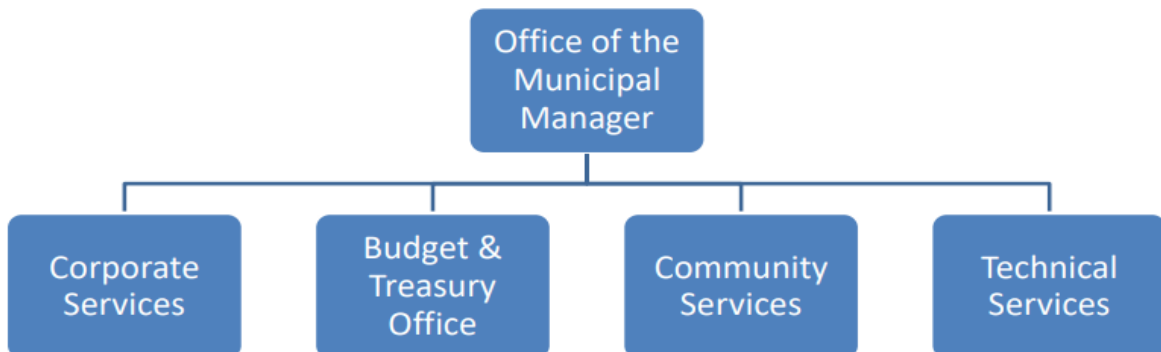 Office of the
Municipal
Manager
Corporate
Services
Budget &
Treasury
Office
Community
Services
Technical
Services